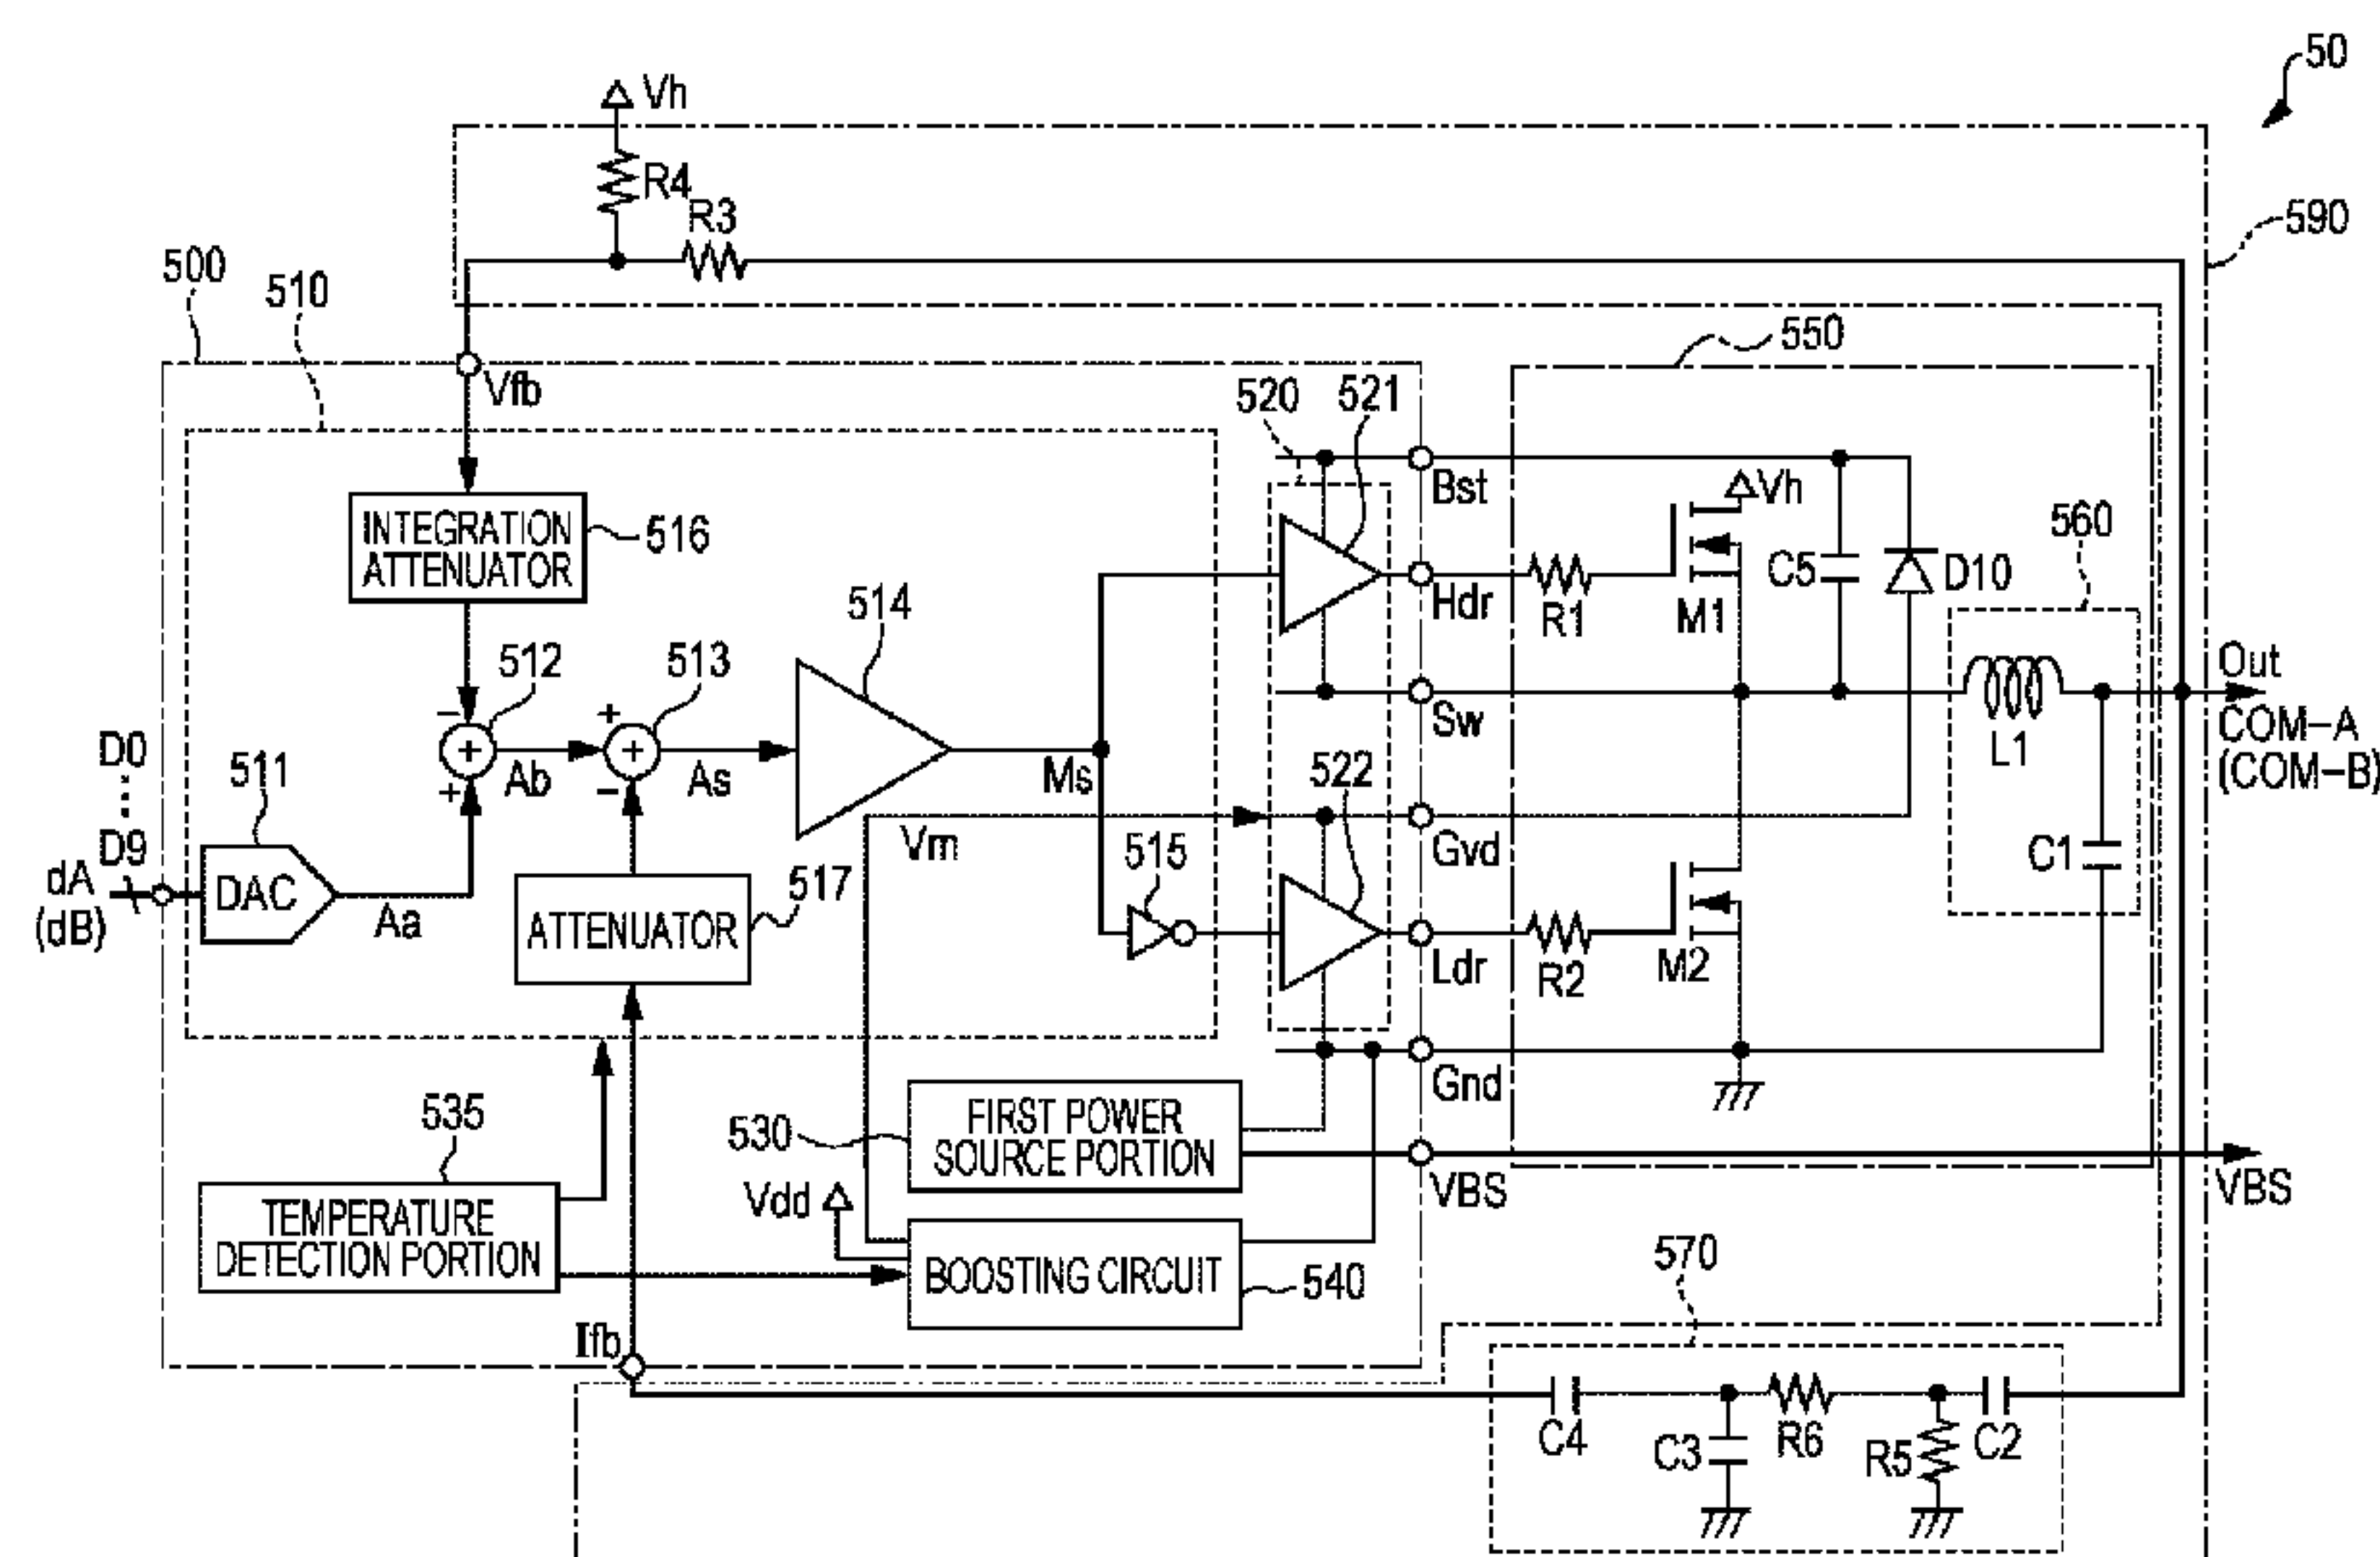 50
Vh
R4
R3
590
500
510
550
Vfb
520
521
Bst
Vh
560
INTEGRATION
ATTENUATOR
516
C5
D10
Hdr
R1
M1
514
512
513
Out
COM-A
(COM-B)
Sw
L1
−
+
+
+
+
−
Ab
As
Ms
522
D0
D9
dA
(dB)
511
DAC
Aa
Vm
515
Gvd
C1
517
ATTENUATOR
Ldr
R2
M2
Gnd
535
530
FIRST POWER
SOURCE PORTION
VBS
VBS
Vdd
TEMPERATURE
DETECTION PORTION
BOOSTING CIRCUIT
540
570
Ifb
C4
C3
R6
R5
C2